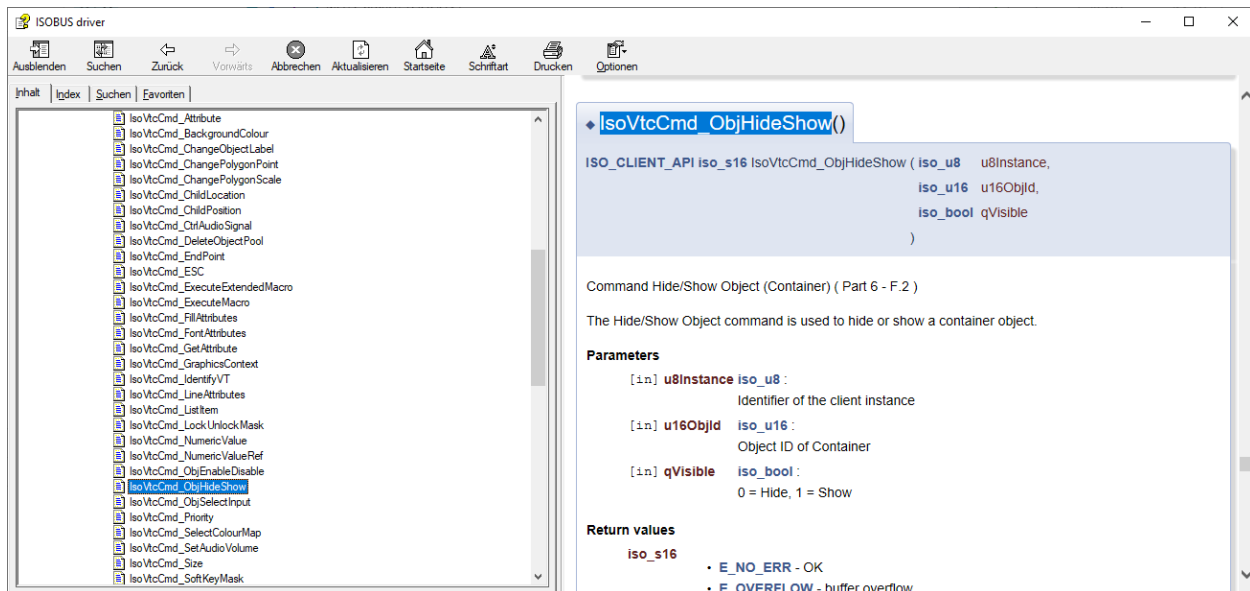 ISOBUS driver
Ausblenden Suchen Zurück Vorwärts Abbrechen Aktualisieren Startseite Schriftart Drucken Optionen
Inhalt Index Suchen Favoriten
IsoVtcCmd_Attribute
IsoVtcCmd_BackgroundColour
IsoVtcCmd_ChangeObjectLabel
IsoVtcCmd_ChangePolygonPoint
IsoVtcCmd_ChangePolygonScale
IsoVtcCmd_ChildLocation
IsoVtcCmd_ChildPosition
IsoVtcCmd_CtrlAudioSignal
IsoVtcCmd_DeleteObjectPool
IsoVtcCmd_EndPoint
IsoVtcCmd_ESC
IsoVtcCmd_ExecuteExtendedMacro
IsoVtcCmd_ExecuteMacro
IsoVtcCmd_FillAttributes
IsoVtcCmd_FontAttributes
IsoVtcCmd_GetAttribute
IsoVtcCmd_GraphicsContext
IsoVtcCmd_IdentifyVT
IsoVtcCmd_LineAttributes
IsoVtcCmd_ListItem
IsoVtcCmd_LockUnlockMask
IsoVtcCmd_NumericValue
IsoVtcCmd_NumericValueRef
IsoVtcCmd_ObjEnableDisable
IsoVtcCmd_ObjHideShow
IsoVtcCmd_ObjSelectInput
IsoVtcCmd_Priority
IsoVtcCmd_SelectColourMap
IsoVtcCmd_SetAudioVolume
IsoVtcCmd_Size
IsoVtcCmd_SoftKeyMask
IsoVtcCmd_ObjHideShow()
ISO_CLIENT_API iso_s16 IsoVtcCmd_ObjHideShow ( iso_u8 u8Instance,
iso_u16 u16ObjId,
iso_bool qVisible
)
Command Hide/Show Object (Container) ( Part 6 - F.2 )
The Hide/Show Object command is used to hide or show a container object.
Parameters
[in] u8Instance iso_u8 :
Identifier of the client instance
[in] u16ObjId iso_u16 :
Object ID of Container
[in] qVisible iso_bool :
0 = Hide, 1 = Show
Return values
iso_s16
• E_NO_ERR - OK
• E_OVERFLOW - buffer overflow